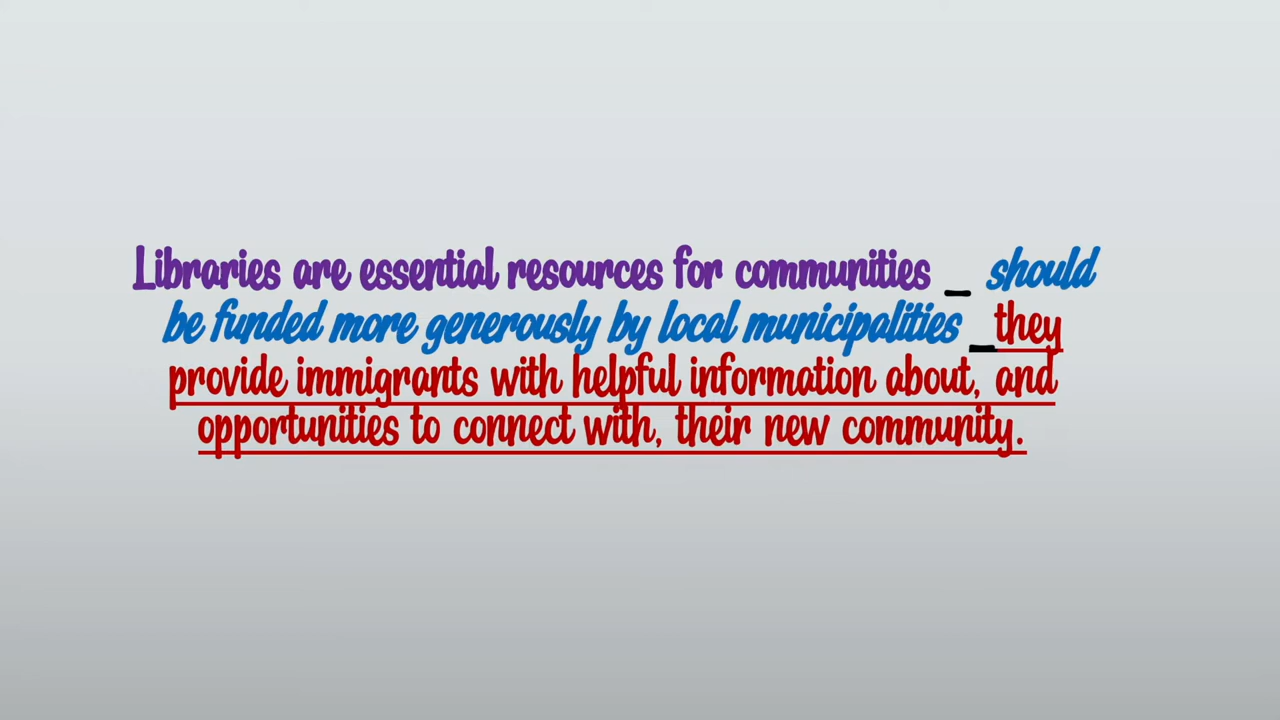 Libraries are essential resources for communities _ should
be funded more generously by local municipalities _they
provide immigrants with helpful information about, and
opportunities to connect with, their new community.